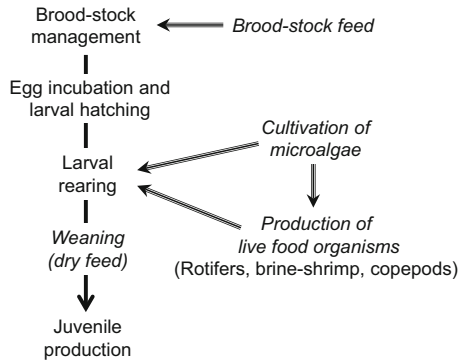 Brood-stock
management
Brood-stock feed
Egg incubation and
larval hatching
Cultivation of
microalgae
Larval
rearing
Production of
live food organisms
(Rotifers, brine-shrimp, copepods)
Weaning
(dry feed)
Juvenile
production